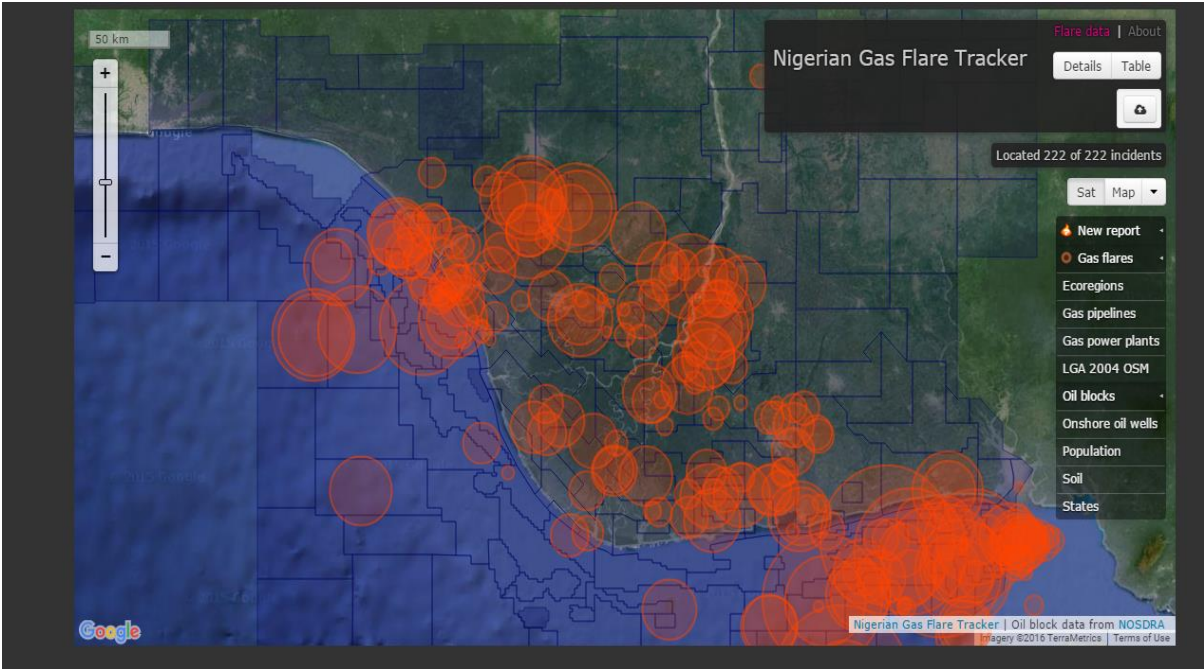 50 km
+
−
Nigerian Gas Flare Tracker
Flare data | About
Details Table
Located 222 of 222 incidents
Sat Map
New report
Gas flares
Ecoregions
Gas pipelines
Gas power plants
LGA 2004 OSM
Oil blocks
Onshore oil wells
Population
Soil
States
Google
Google
Nigerian Gas Flare Tracker | Oil block data from NOSDRA
Imagery ©2016 TerraMetrics | Terms of Use